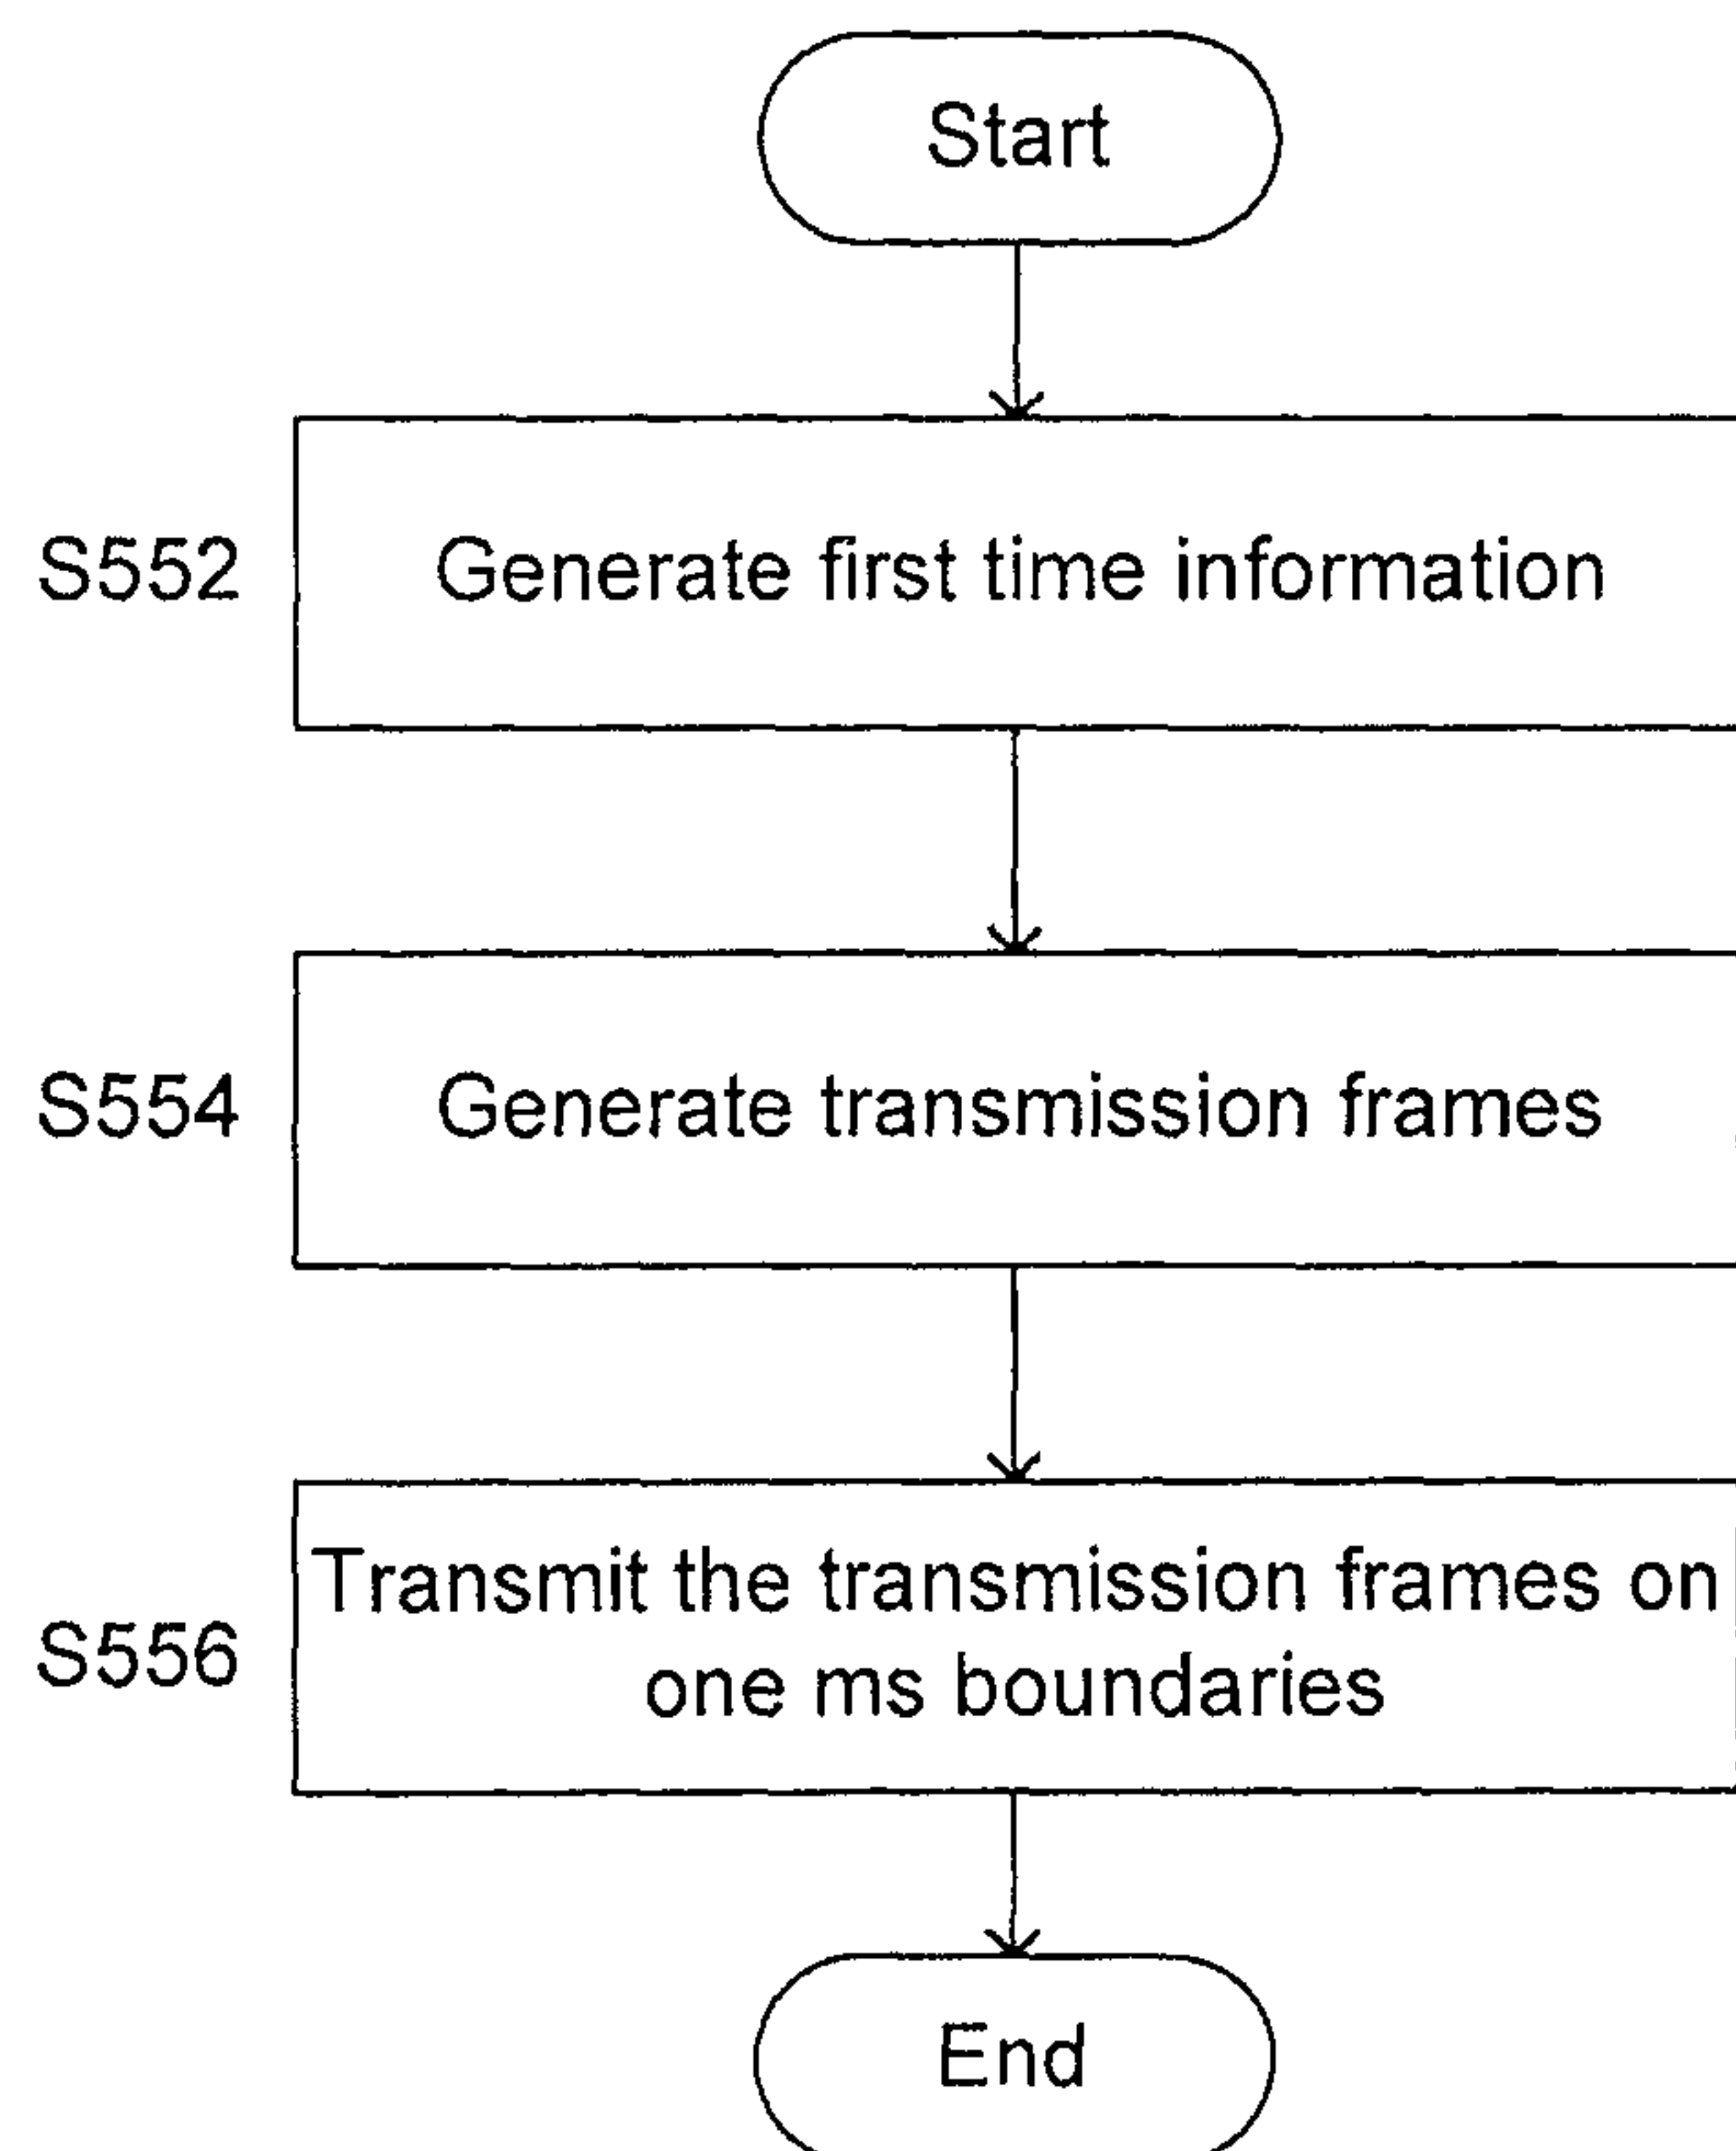 Start
S552
Generate first time information
S554
Generate transmission frames
S556
Transmit the transmission frames on
one ms boundaries
End